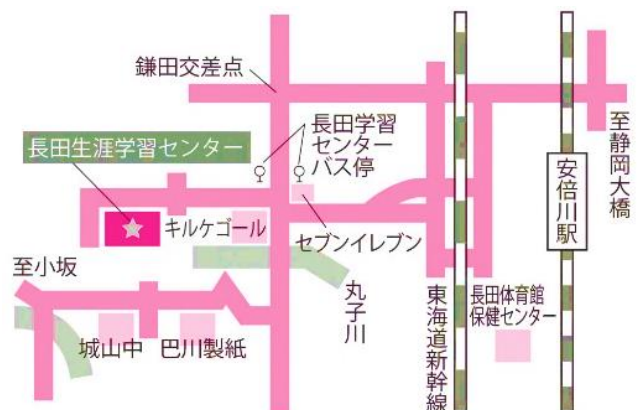 鎌田交差点
長田学習
センター
バス停
至静岡大橋
長田生涯学習センター
安倍川駅
キルケゴール
セブンイレブン
至小坂
丸子川
東海道新幹線
長田体育館
保健センター
城山中
巴川製紙